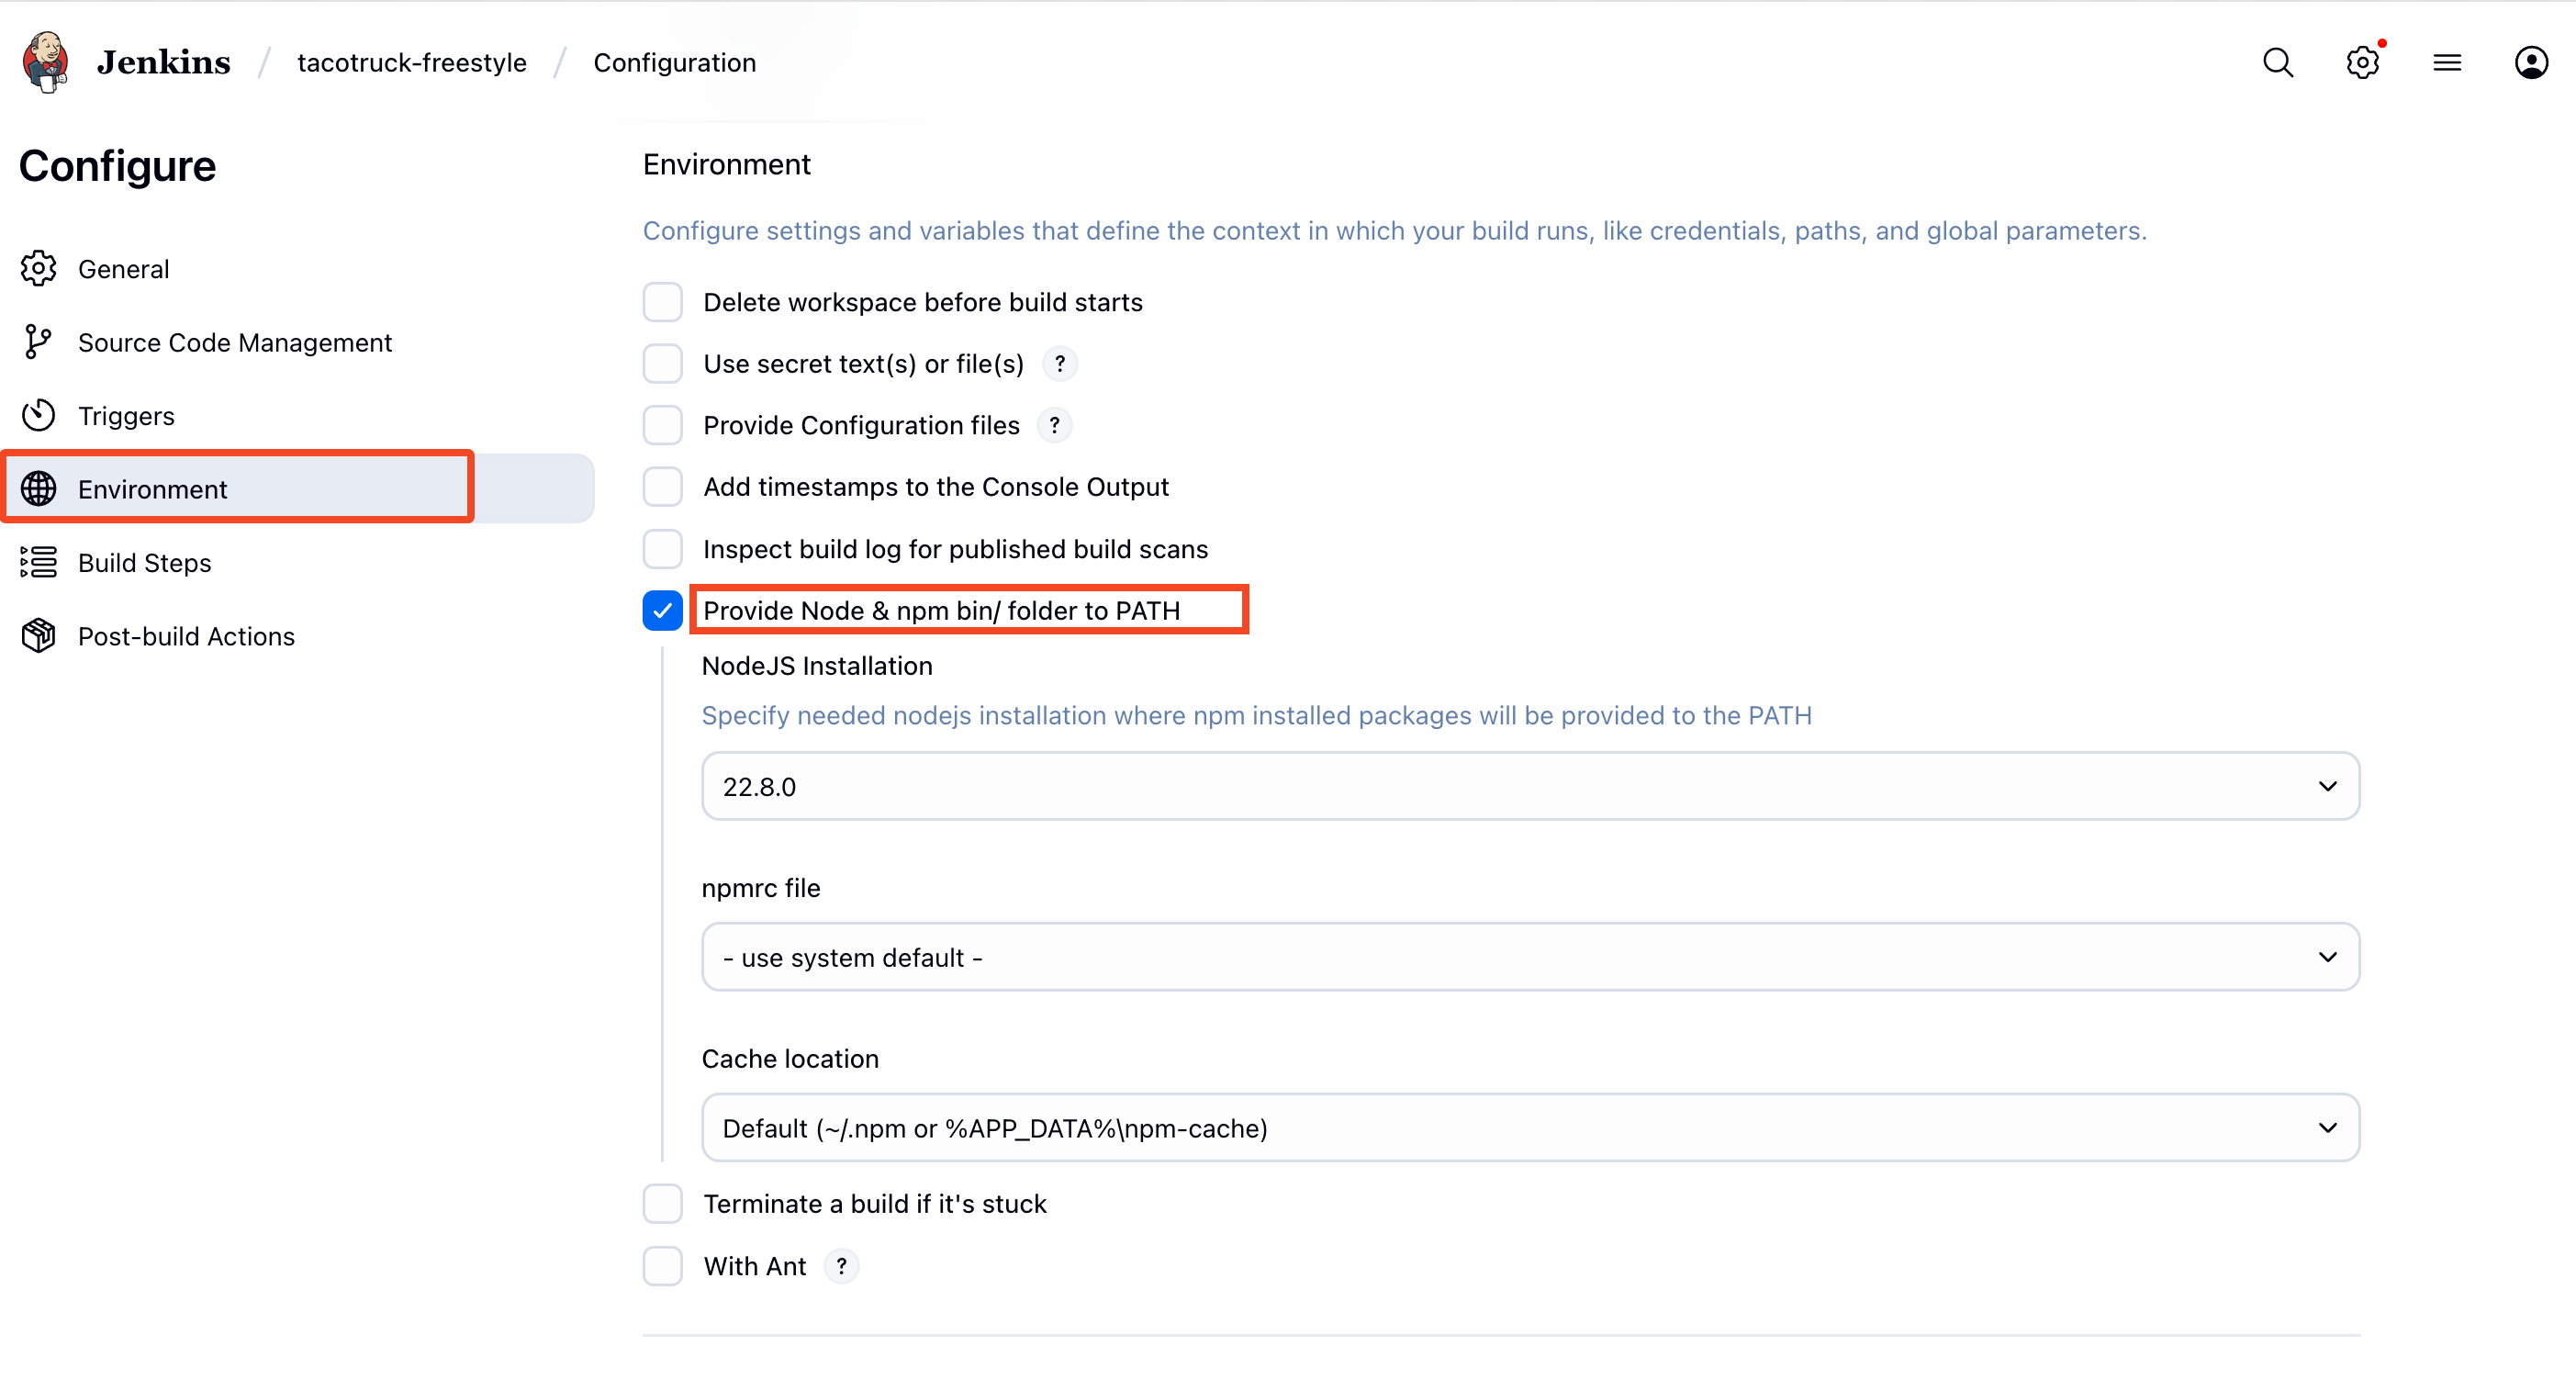 Jenkins / tacotruck-freestyle / Configuration
Configure
General
Source Code Management
Triggers
Environment
Build Steps
Post-build Actions
Environment
Configure settings and variables that define the context in which your build runs, like credentials, paths, and global parameters.
Delete workspace before build starts
Use secret text(s) or file(s) ?
Provide Configuration files ?
Add timestamps to the Console Output
Inspect build log for published build scans
Provide Node & npm bin/ folder to PATH
NodeJS Installation
Specify needed nodejs installation where npm installed packages will be provided to the PATH
22.8.0
npmrc file
- use system default -
Cache location
Default (~/.npm or %APP_DATA%\npm-cache)
Terminate a build if it's stuck
With Ant ?